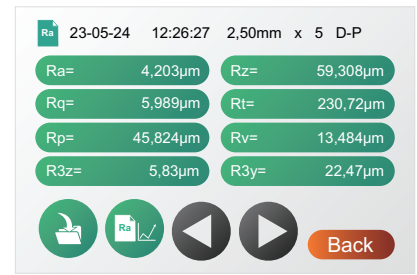 Ra 23-05-24 12:26:27 2,50mm x 5 D-P
Ra= 4,203µm Rz= 59,308µm
Rq= 5,989µm Rt= 230,72µm
Rp= 45,824µm Rv= 13,484µm
R3z= 5,83µm R3y= 22,47µm
Ra Back